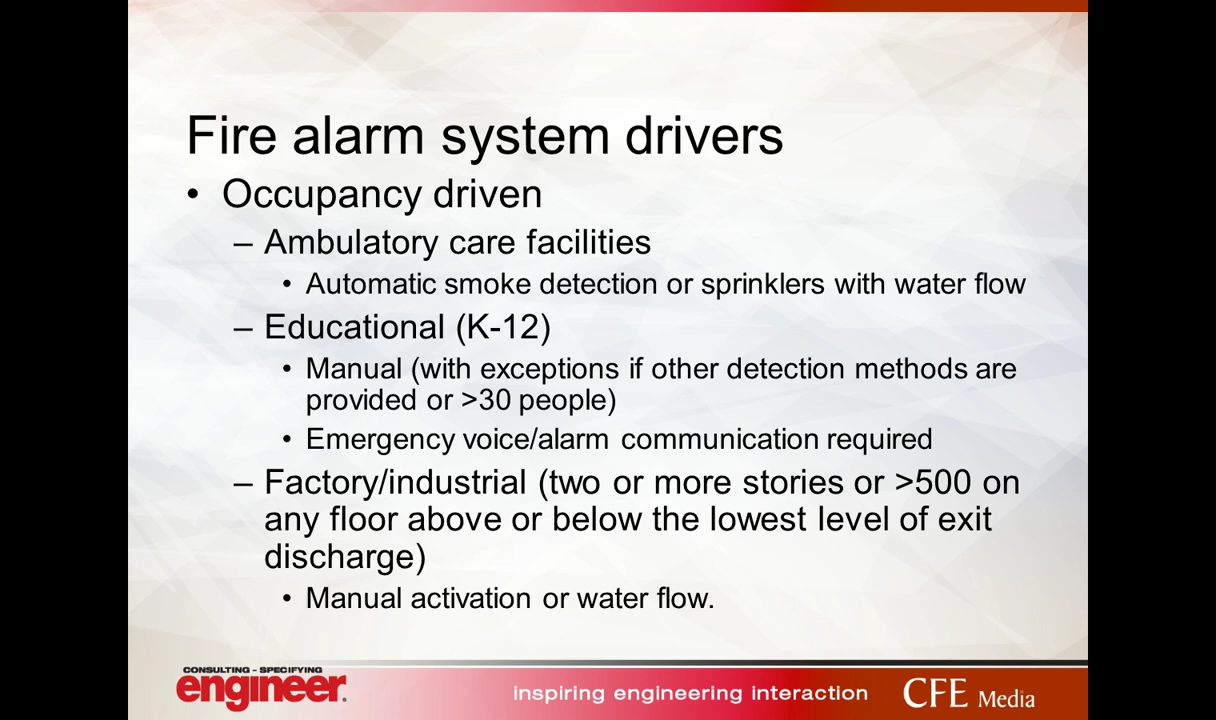 Fire alarm system drivers
• Occupancy driven
– Ambulatory care facilities
• Automatic smoke detection or sprinklers with water flow
– Educational (K-12)
• Manual (with exceptions if other detection methods are
provided or >30 people)
• Emergency voice/alarm communication required
– Factory/industrial (two or more stories or >500 on
any floor above or below the lowest level of exit
discharge)
• Manual activation or water flow.
CONSULTING - SPECIFYING
engineer.
inspiring engineering interaction
CFE Media